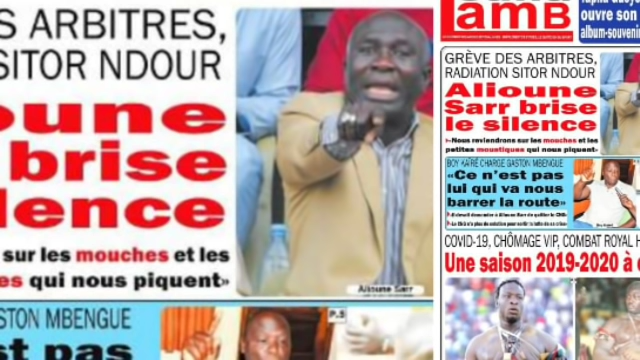 S ARBITRES,
SITOR NDOUR
oune
brise
lence
sur les mouches et les
es qui nous piquent»
Alioune Sarr
STON MBENGUE
est pas
P.5
LamB
ouvre son
album-souvenir
GRÈVE DES ARBITRES,
RADIATION SITOR NDOUR
Alioune
Sarr brise
le silence
«Nous reviendrons sur les mouches et les
petites moustiques qui nous piquent»
BOY KAÏRÉ CHARGE GASTON MBENGUE
«Ce n'est pas
lui qui va nous
barrer la route»
COVID-19, CHÔMAGE VIP, COMBAT ROYAL
Une saison 2019-2020 à